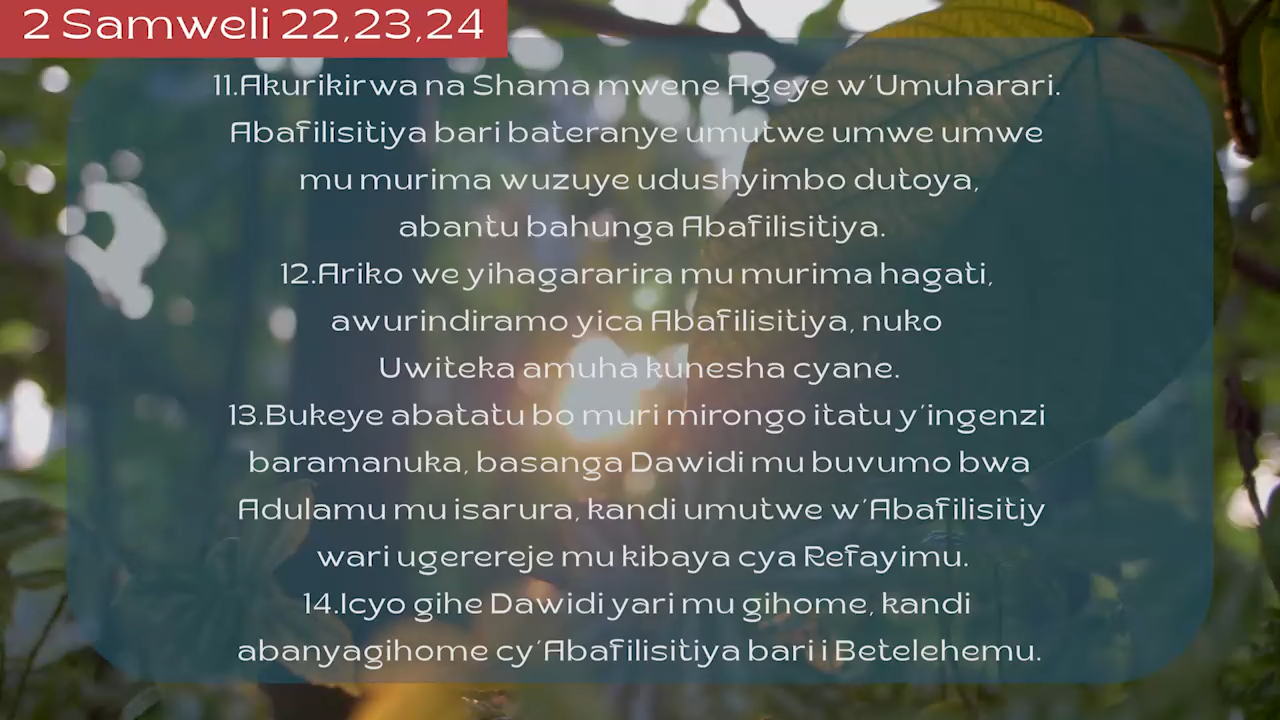 2 Samweli 22,23,24
11.Akurikirwa na Shama mwene Ageye w'Umuharari.
Abafilisitiya bari bateranye umutwe umwe umwe
mu murima wuzuye udushyimbo dutoya,
abantu bahunga Abafilisitiya.
12.Ariko we yihagararira mu murima hagati,
awurindiramo yica Abafilisitiya, nuko
Uwiteka amuha kunesha cyane.
13.Bukeye abatatu bo muri mirongo itatu y'ingenzi
baramanuka, basanga Dawidi mu buvumo bwa
Adulamu mu isarura, kandi umutwe w'Abafilisitiy
wari ugerereje mu kibaya cya Refayimu.
14.Icyo gihe Dawidi yari mu gihome, kandi
abanyagihome cy'Abafilisitiya bari i Betelehemu.